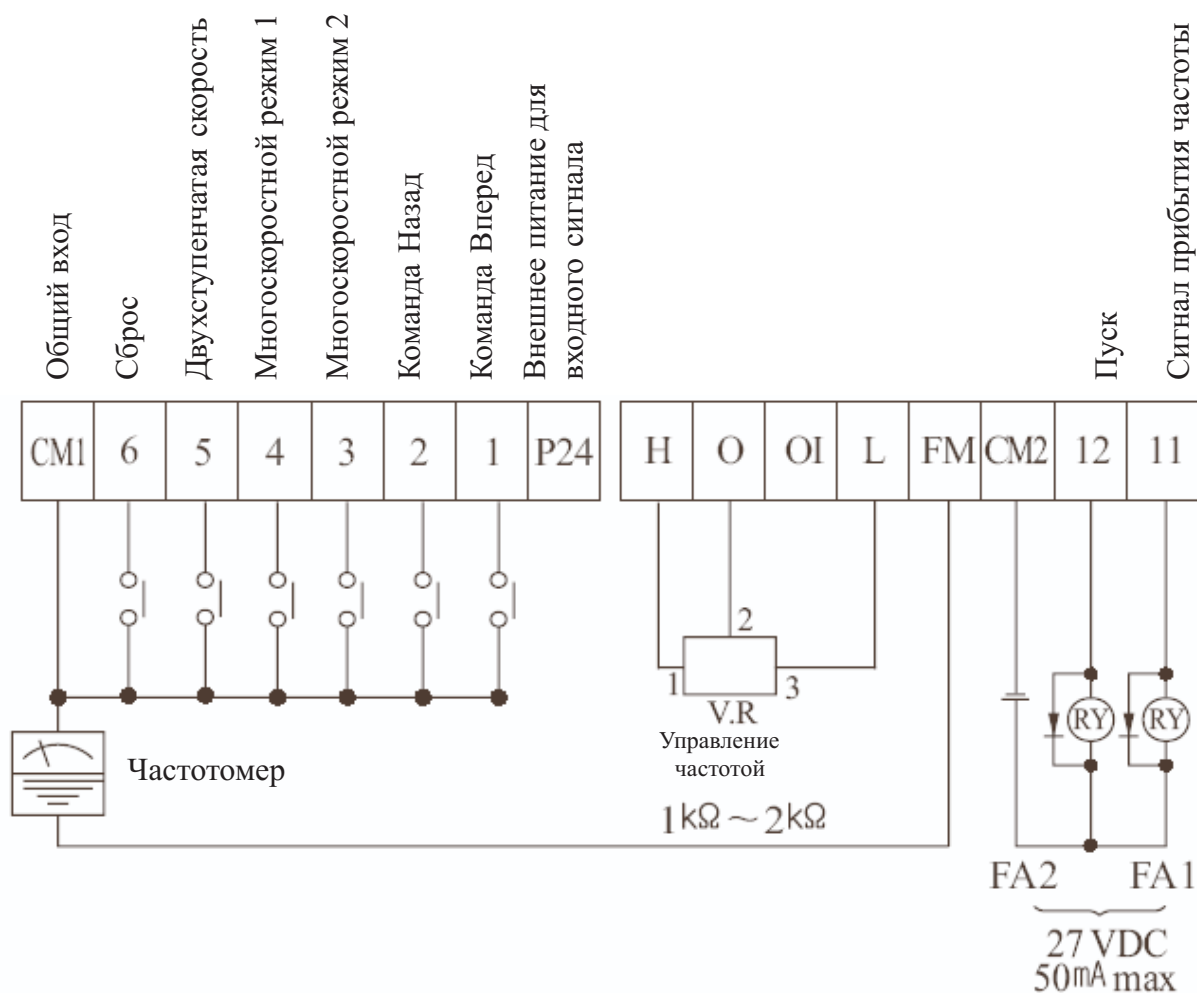 Общий вход
Сброс
Двухступенчатая скорость
Многоскоростной режим 1
Многоскоростной режим 2
Команда Назад
Команда Вперед
Внешнее питание для
входного сигнала
Пуск
Сигнал прибытия частоты
CM1 6 5 4 3 2 1 P24
H O OI L FM CM2 12 11
2
1 3
V.R
Управление
частотой
RY RY
Частотомер
1kΩ ~ 2kΩ
FA2 FA1
27 VDC
50mA max